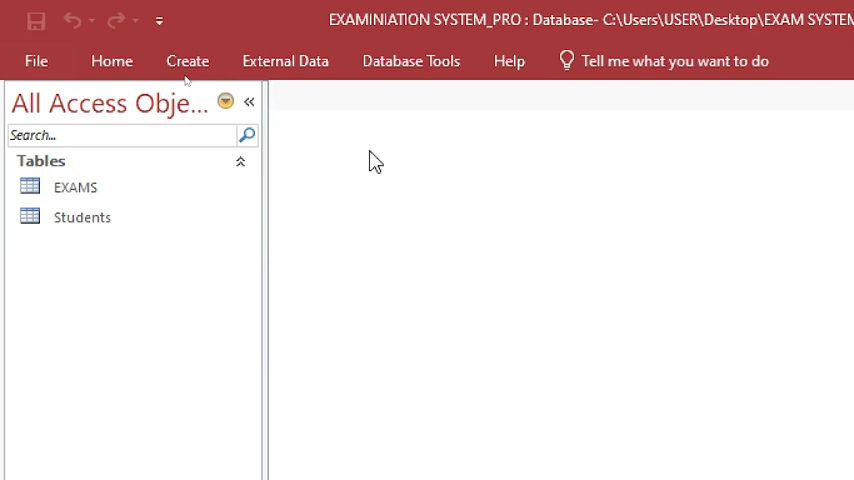 EXAMINIATION SYSTEM_PRO : Database- C:\Users\USER\Desktop\EXAM SYSTEM
File Home Create External Data Database Tools Help Tell me what you want to do
All Access Obje...
Search...
Tables
EXAMS
Students